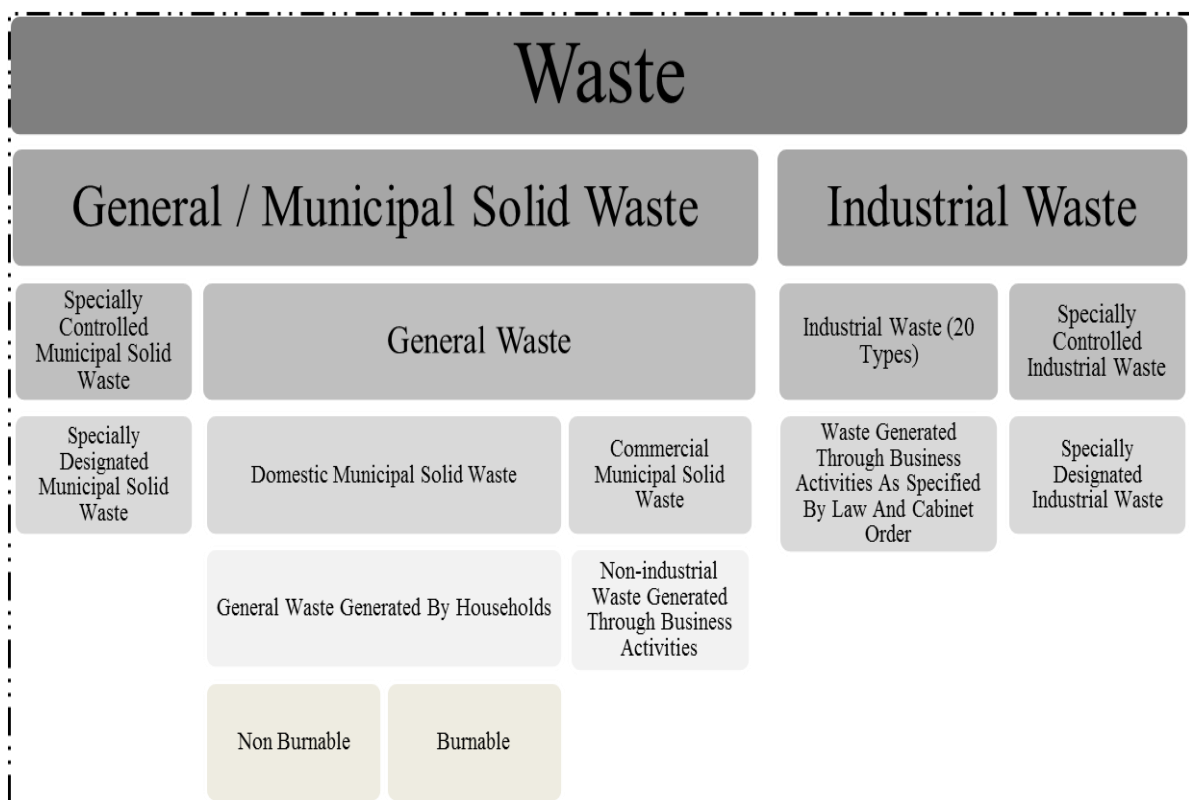 Waste
General / Municipal Solid Waste
Industrial Waste
Specially
Controlled
Municipal Solid
Waste
General Waste
Industrial Waste (20
Types)
Specially
Controlled
Industrial Waste
Specially
Designated
Municipal Solid
Waste
Domestic Municipal Solid Waste
Commercial
Municipal Solid
Waste
Waste Generated
Through Business
Activities As Specified
By Law And Cabinet
Order
Specially
Designated
Industrial Waste
General Waste Generated By Households
Non-industrial
Waste Generated
Through Business
Activities
Non Burnable
Burnable